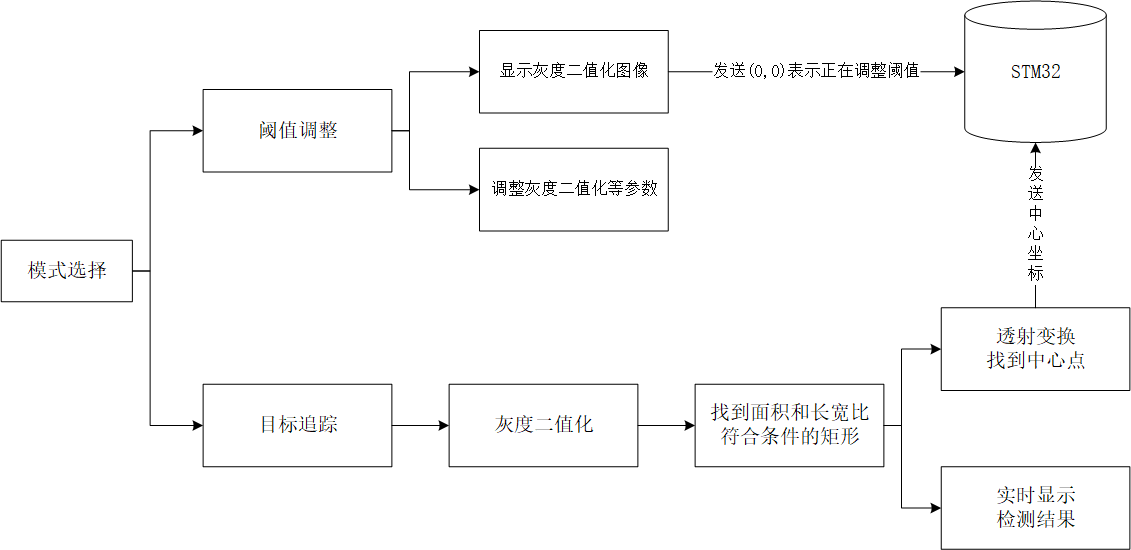 显示灰度二值化图像
发送(0,0)表示正在调整阈值
STM32
阈值调整
调整灰度二值化等参数
发送中心坐标
模式选择
透射变换
找到中心点
目标追踪
灰度二值化
找到面积和长宽比
符合条件的矩形
实时显示
检测结果